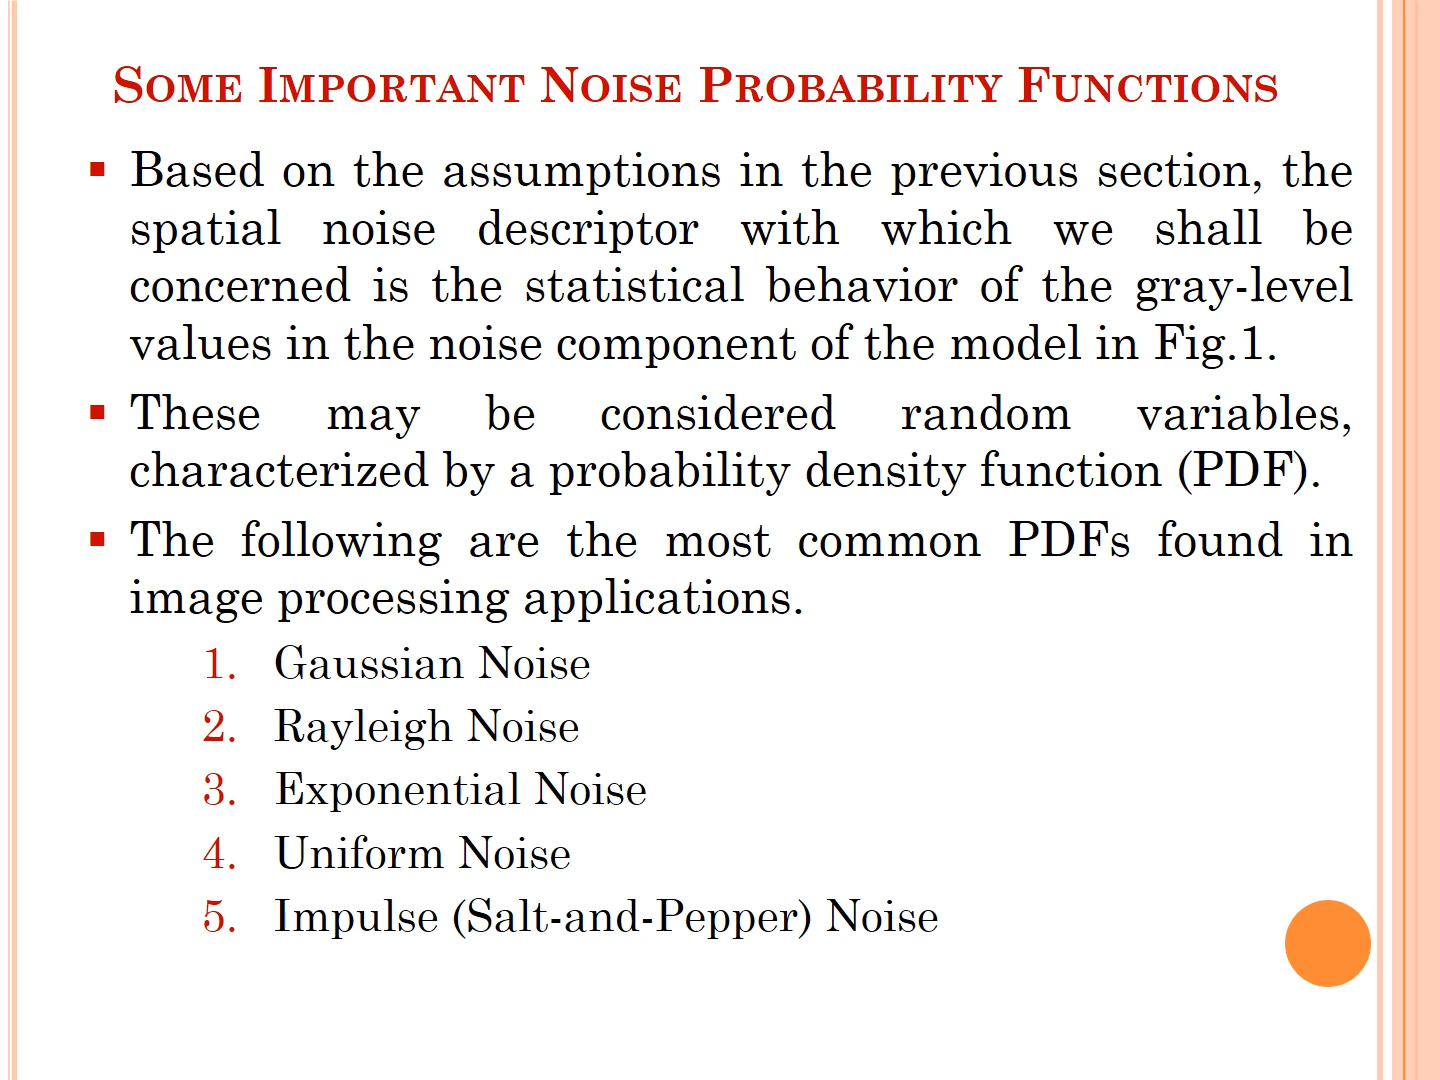 SOME IMPORTANT NOISE PROBABILITY FUNCTIONS
▪ Based on the assumptions in the previous section, the
spatial noise descriptor with which we shall be
concerned is the statistical behavior of the gray-level
values in the noise component of the model in Fig.1.
▪ These may be considered random variables,
characterized by a probability density function (PDF).
▪ The following are the most common PDFs found in
image processing applications.
1. Gaussian Noise
2. Rayleigh Noise
3. Exponential Noise
4. Uniform Noise
5. Impulse (Salt-and-Pepper) Noise